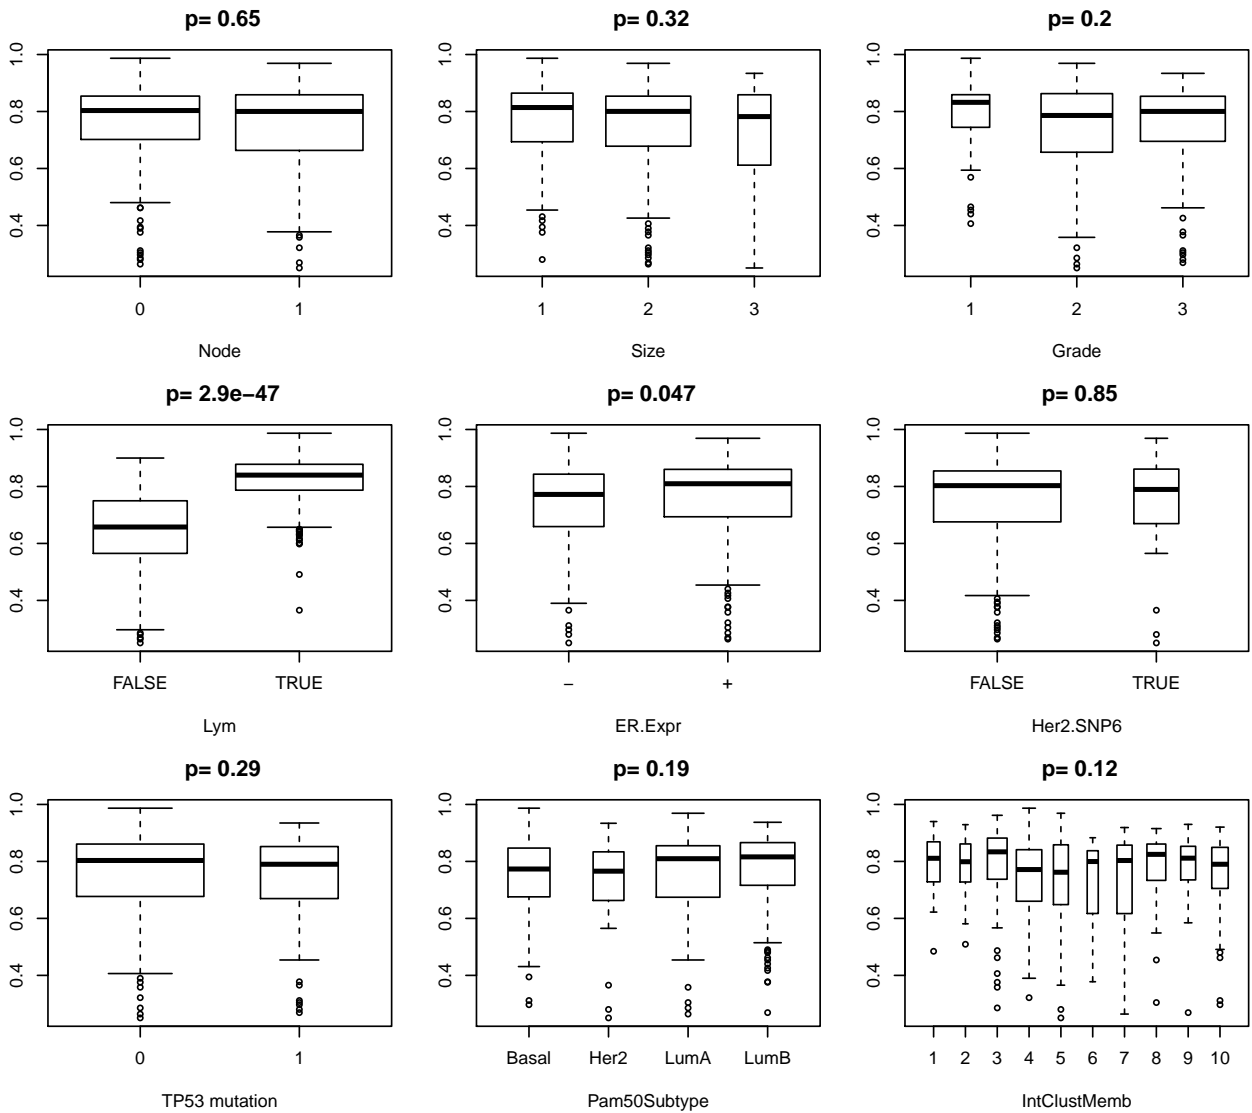 p= 0.65
1.0
0.8
0.6
0.4
0 1
Node
p= 0.32
1.0
0.8
0.6
0.4
1 2 3
Size
p= 0.2
1.0
0.8
0.6
0.4
1 2 3
Grade
p= 2.9e−47
1.0
0.8
0.6
0.4
FALSE TRUE
Lym
p= 0.047
1.0
0.8
0.6
0.4
− +
ER.Expr
p= 0.85
1.0
0.8
0.6
0.4
FALSE TRUE
Her2.SNP6
p= 0.29
1.0
0.8
0.6
0.4
0 1
TP53 mutation
p= 0.19
1.0
0.8
0.6
0.4
Basal Her2 LumA LumB
Pam50Subtype
p= 0.12
1.0
0.8
0.6
0.4
1 2 3 4 5 6 7 8 9 10
IntClustMemb